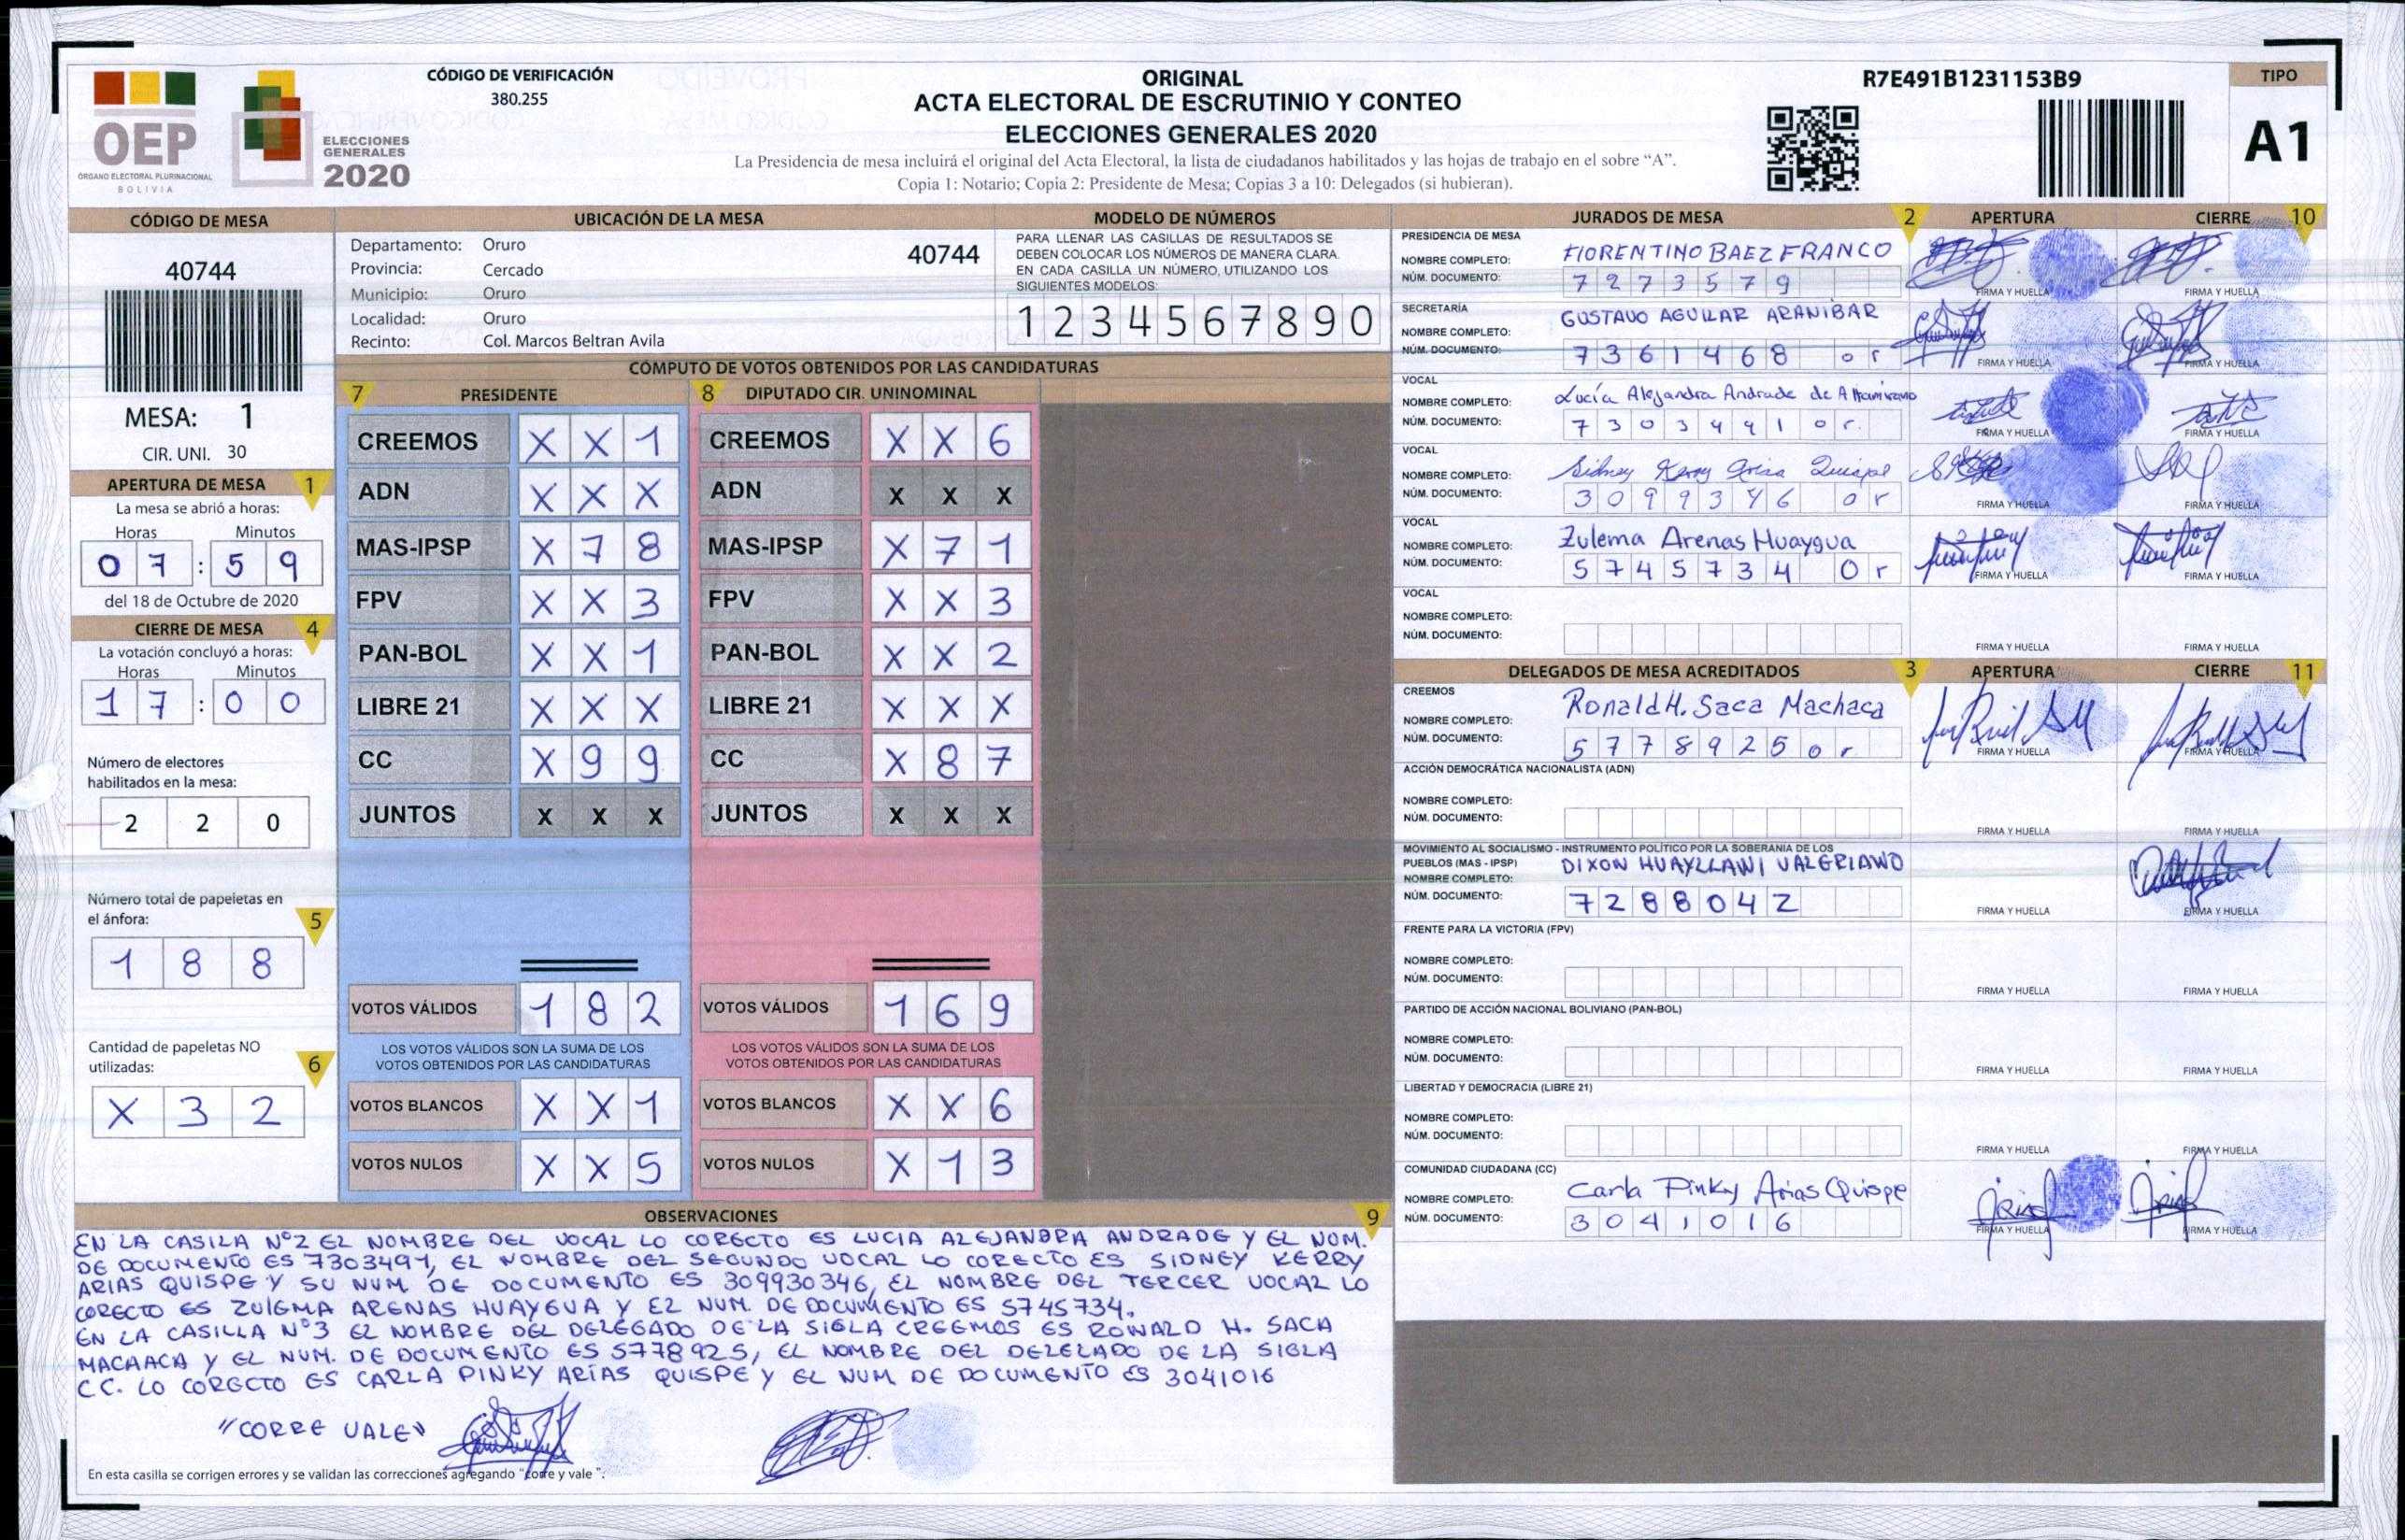 CÓDIGO DE VERIFICACIÓN
380.255
OEP
ÓRGANO ELECTORAL PLURINACIONAL
BOLIVIA
ELECCIONES
GENERALES
2020
ORIGINAL
ACTA ELECTORAL DE ESCRUTINIO Y CONTEO
ELECCIONES GENERALES 2020
La Presidencia de mesa incluirá el original del Acta Electoral, la lista de ciudadanos habilitados y las hojas de trabajo en el sobre “A”.
Copia 1: Notario; Copia 2: Presidente de Mesa; Copias 3 a 10: Delegados (si hubieran).
R7E491B1231153B9
TIPO
A1
CÓDIGO DE MESA
40744
MESA: 1
CIR. UNI. 30
APERTURA DE MESA 1
La mesa se abrió a horas:
Horas Minutos
0 7 : 5 9
del 18 de Octubre de 2020
CIERRE DE MESA 4
La votación concluyó a horas:
Horas Minutos
1 7 : 0 0
Número de electores
habilitados en la mesa:
2 2 0
Número total de papeletas en
el ánfora: 5
1 8 8
Cantidad de papeletas NO
utilizadas: 6
X 3 2
UBICACIÓN DE LA MESA
Departamento: Oruro 40744
Provincia: Cercado
Municipio: Oruro
Localidad: Oruro
Recinto: Col. Marcos Beltran Avila
MODELO DE NÚMEROS
PARA LLENAR LAS CASILLAS DE RESULTADOS SE
DEBEN COLOCAR LOS NÚMEROS DE MANERA CLARA.
EN CADA CASILLA UN NÚMERO, UTILIZANDO LOS
SIGUIENTES MODELOS:
1 2 3 4 5 6 7 8 9 0
CÓMPUTO DE VOTOS OBTENIDOS POR LAS CANDIDATURAS
7 PRESIDENTE
CREEMOS X X 1
ADN X X X
MAS-IPSP X 7 8
FPV X X 3
PAN-BOL X X 1
LIBRE 21 X X X
CC X 9 9
JUNTOS X X X
VOTOS VÁLIDOS 1 8 2
LOS VOTOS VÁLIDOS SON LA SUMA DE LOS
VOTOS OBTENIDOS POR LAS CANDIDATURAS
VOTOS BLANCOS X X 1
VOTOS NULOS X X 5
8 DIPUTADO CIR. UNINOMINAL
CREEMOS X X 6
ADN X X X
MAS-IPSP X 7 1
FPV X X 3
PAN-BOL X X 2
LIBRE 21 X X X
CC X 8 7
JUNTOS X X X
VOTOS VÁLIDOS 1 6 9
LOS VOTOS VÁLIDOS SON LA SUMA DE LOS
VOTOS OBTENIDOS POR LAS CANDIDATURAS
VOTOS BLANCOS X X 6
VOTOS NULOS X 1 3
OBSERVACIONES 9
EN LA CASILA N°2 EL NOMBRE DEL VOCAL LO CORECTO ES LUCIA ALEJANDRA ANDRADE Y EL NOM.
DE DOCUMENTO ES 7303491, EL NOMBRE DEL SEGUNDO VOCAL LO CORECTO ES SIDNEY KERRY
ARIAS QUISPE Y SU NUM DE DOCUMENTO ES 309930346, EL NOMBRE DEL TERCER VOCAL LO
CORECTO ES ZULEMA ARENAS HUAYGUA Y EL NUM. DE DOCUMENTO ES 5745734.
EN LA CASILLA N°3 EL NOMBRE DEL DELEGADO DE LA SIGLA CREEMOS ES RONALD H. SACA
MACAACA Y EL NUM. DE DOCUMENTO ES 5778925, EL NOMBRE DEL DELELADO DE LA SIGLA
C.C. LO CORECTO ES CARLA PINKY ARIAS QUISPE Y EL NUM DE DOCUMENTO ES 3041016
"CORRE VALE"
En esta casilla se corrigen errores y se validan las correcciones agregando “corre y vale ”.
JURADOS DE MESA 2 APERTURA CIERRE 10
PRESIDENCIA DE MESA
NOMBRE COMPLETO: FIORENTINO BAEZ FRANCO
NÚM. DOCUMENTO: 7 2 7 3 5 7 9
FIRMA Y HUELLA FIRMA Y HUELLA
SECRETARÍA
NOMBRE COMPLETO: GUSTAVO AGUILAR ARANIBAR
NÚM. DOCUMENTO: 7 3 6 1 4 6 8 o r
FIRMA Y HUELLA FIRMA Y HUELLA
VOCAL
NOMBRE COMPLETO: Lucía Alejandra Andrade de Altamirano
NÚM. DOCUMENTO: 7 3 0 3 4 9 1 o r.
FIRMA Y HUELLA FIRMA Y HUELLA
VOCAL
NOMBRE COMPLETO: Sidney Kerry Arias Quispe
NÚM. DOCUMENTO: 3 0 9 9 3 4 6 o r
FIRMA Y HUELLA FIRMA Y HUELLA
VOCAL
NOMBRE COMPLETO: Zulema Arenas Huaygua
NÚM. DOCUMENTO: 5 7 4 5 7 3 4 O r
FIRMA Y HUELLA FIRMA Y HUELLA
VOCAL
NOMBRE COMPLETO:
NÚM. DOCUMENTO:
FIRMA Y HUELLA FIRMA Y HUELLA
DELEGADOS DE MESA ACREDITADOS 3 APERTURA CIERRE 11
CREEMOS
NOMBRE COMPLETO: Ronald H. Saca Machaca
NÚM. DOCUMENTO: 5 7 7 8 9 2 5 o r
FIRMA Y HUELLA FIRMA Y HUELLA
ACCIÓN DEMOCRÁTICA NACIONALISTA (ADN)
NOMBRE COMPLETO:
NÚM. DOCUMENTO:
FIRMA Y HUELLA FIRMA Y HUELLA
MOVIMIENTO AL SOCIALISMO - INSTRUMENTO POLÍTICO POR LA SOBERANIA DE LOS
PUEBLOS (MAS - IPSP) DIXON HUAYLLANI VALERIANO
NOMBRE COMPLETO:
NÚM. DOCUMENTO: 7 2 8 8 0 4 2
FIRMA Y HUELLA FIRMA Y HUELLA
FRENTE PARA LA VICTORIA (FPV)
NOMBRE COMPLETO:
NÚM. DOCUMENTO:
FIRMA Y HUELLA FIRMA Y HUELLA
PARTIDO DE ACCIÓN NACIONAL BOLIVIANO (PAN-BOL)
NOMBRE COMPLETO:
NÚM. DOCUMENTO:
FIRMA Y HUELLA FIRMA Y HUELLA
LIBERTAD Y DEMOCRACIA (LIBRE 21)
NOMBRE COMPLETO:
NÚM. DOCUMENTO:
FIRMA Y HUELLA FIRMA Y HUELLA
COMUNIDAD CIUDADANA (CC)
NOMBRE COMPLETO: Carla Pinky Arias Quispe
NÚM. DOCUMENTO: 3 0 4 1 0 1 6
FIRMA Y HUELLA FIRMA Y HUELLA